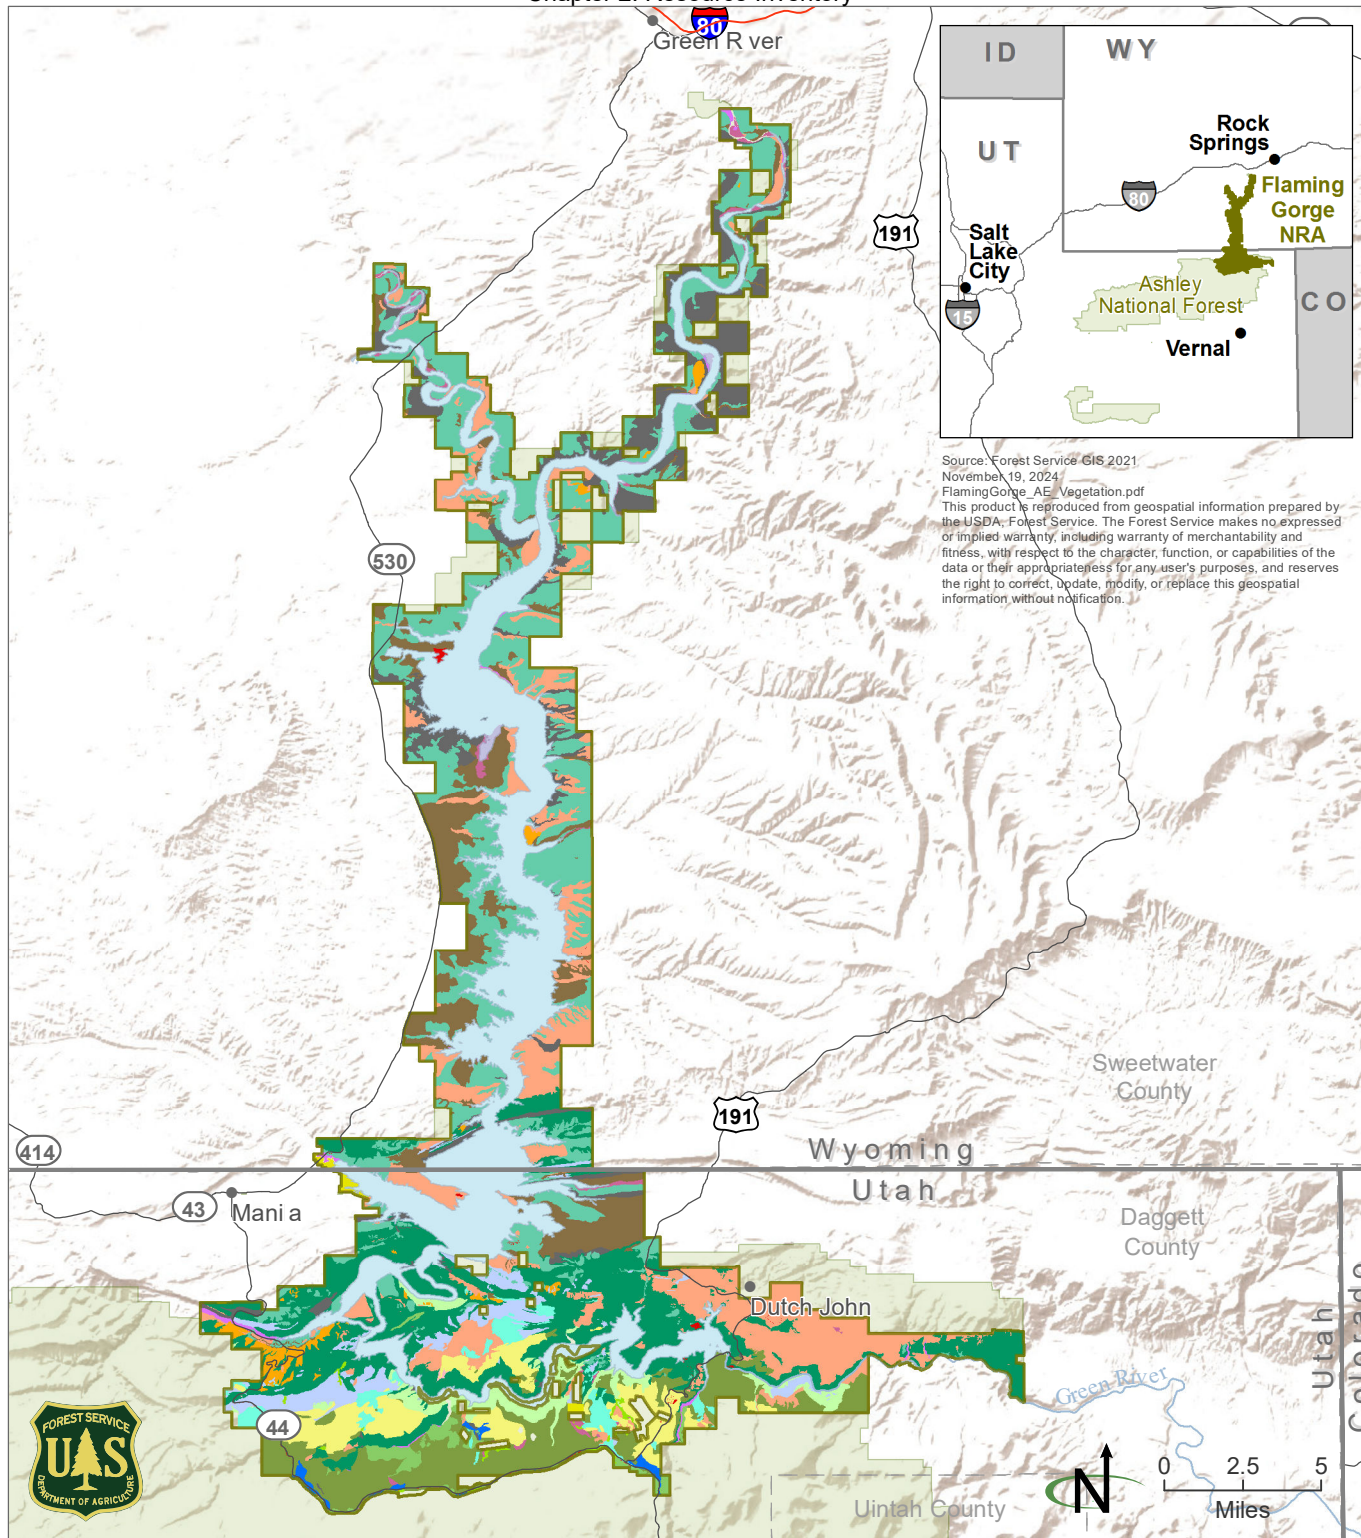 Chapter 2. Resource Inventory
80
Green R ver
ID
WY
UT
Rock
Springs
80
Flaming
Gorge
NRA
191
Salt
Lake
City
15
Ashley
National Forest
CO
Vernal
Source: Forest Service GIS 2021
November 19, 2024
FlamingGorge_AE_Vegetation.pdf
This product is reproduced from geospatial information prepared by
the USDA, Forest Service. The Forest Service makes no expressed
or implied warranty, including warranty of merchantability and
fitness, with respect to the character, function, or capabilities of the
data or their appropriateness for any user's purposes, and reserves
the right to correct, update, modify, or replace this geospatial
information without notification.
530
Sweetwater
County
191
414
Wyoming
Utah
43
Mani a
Daggett
County
Dutch John
Utah
Colorado
Green River
44
FOREST SERVICE
US
DEPARTMENT OF AGRICULTURE
N
0 2.5 5
Miles
Uintah County